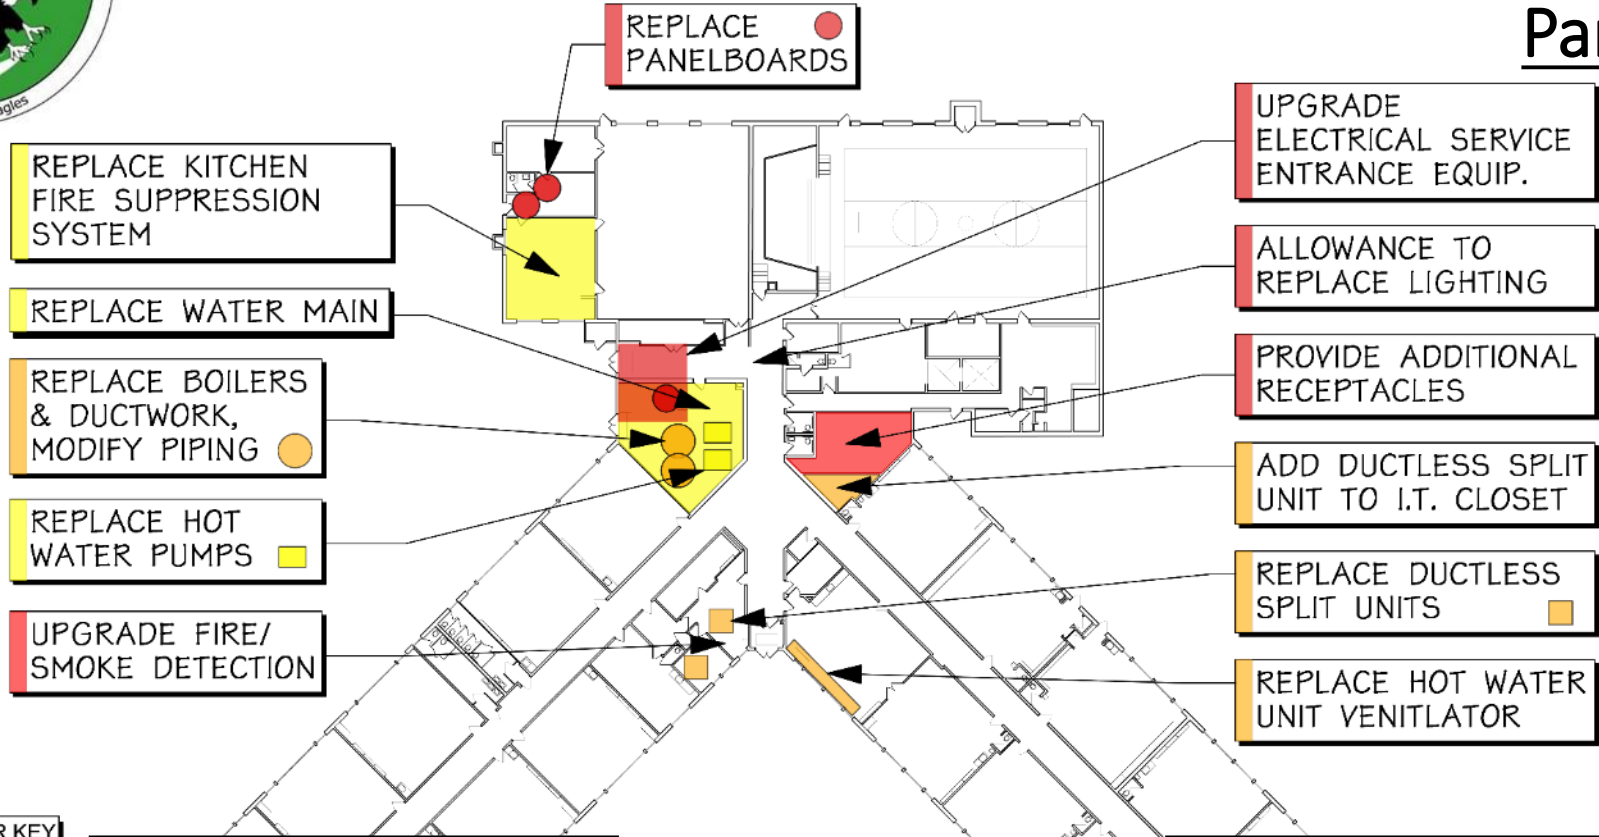 REPLACE
PANELBOARDS
REPLACE KITCHEN
FIRE SUPPRESSION
SYSTEM
REPLACE WATER MAIN
REPLACE BOILERS
& DUCTWORK,
MODIFY PIPING
REPLACE HOT
WATER PUMPS
UPGRADE FIRE/
SMOKE DETECTION
UPGRADE
ELECTRICAL SERVICE
ENTRANCE EQUIP.
ALLOWANCE TO
REPLACE LIGHTING
PROVIDE ADDITIONAL
RECEPTACLES
ADD DUCTLESS SPLIT
UNIT TO I.T. CLOSET
REPLACE DUCTLESS
SPLIT UNITS
REPLACE HOT WATER
UNIT VENITLATOR
KEY